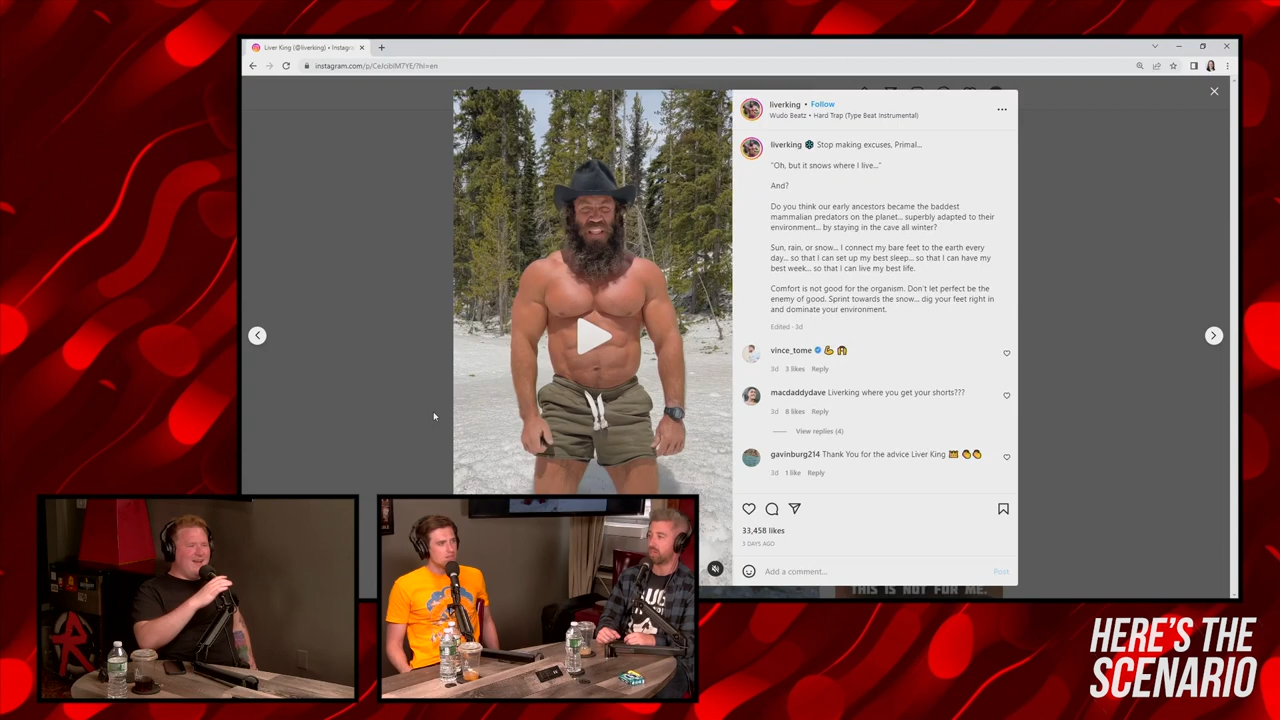 Liver King (@liverking) • Instagra
instagram.com/p/CeJcjblM7YE/?hl=en
liverking • Follow
Wudo Beatz • Hard Trap (Type Beat Instrumental)
liverking Stop making excuses, Primal...
"Oh, but it snows where I live..."
And?
Do you think our early ancestors became the baddest
mammalian predators on the planet... superbly adapted to their
environment... by staying in the cave all winter?
Sun, rain, or snow... I connect my bare feet to the earth every
day... so that I can set up my best sleep... so that I can have my
best week... so that I can live my best life.
Comfort is not good for the organism. Don't let perfect be the
enemy of good. Sprint towards the snow... dig your feet right in
and dominate your environment.
Edited · 3d
vince_tome
3d 3 likes Reply
macdaddydave Liverking where you get your shorts???
3d 8 likes Reply
View replies (4)
gavinburg214 Thank You for the advice Liver King
3d 1 like Reply
33,458 likes
3 DAYS AGO
Add a comment... Post
THIS IS NOT FOR ME.
HERE'S THE
SCENARIO